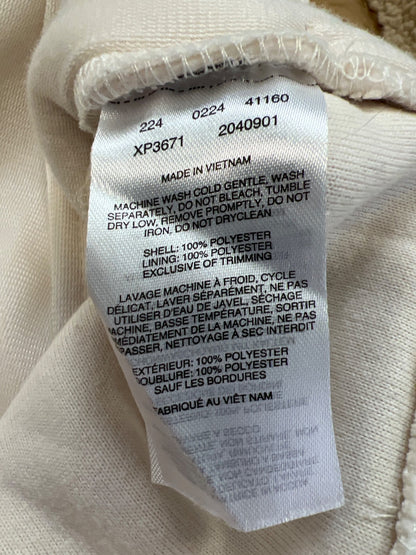 224 0224 41160
XP3671 2040901
MADE IN VIETNAM
MACHINE WASH COLD GENTLE, WASH
SEPARATELY, DO NOT BLEACH, TUMBLE
DRY LOW, REMOVE PROMPTLY, DO NOT
IRON, DO NOT DRYCLEAN
SHELL: 100% POLYESTER
LINING: 100% POLYESTER
EXCLUSIVE OF TRIMMING
LAVAGE MACHINE À FROID, CYCLE
DÉLICAT, LAVER SÉPARÉMENT, NE PAS
UTILISER D'EAU DE JAVEL, SÉCHAGE
MACHINE, BASSE TEMPÉRATURE, SORTIR
IMMÉDIATEMENT DE LA MACHINE, NE PAS
REPASSER, NETTOYAGE À SEC INTERDIT
EXTÉRIEUR: 100% POLYESTER
DOUBLURE: 100% POLYESTER
SAUF LES BORDURES
FABRIQUÉ AU VIÊT NAM